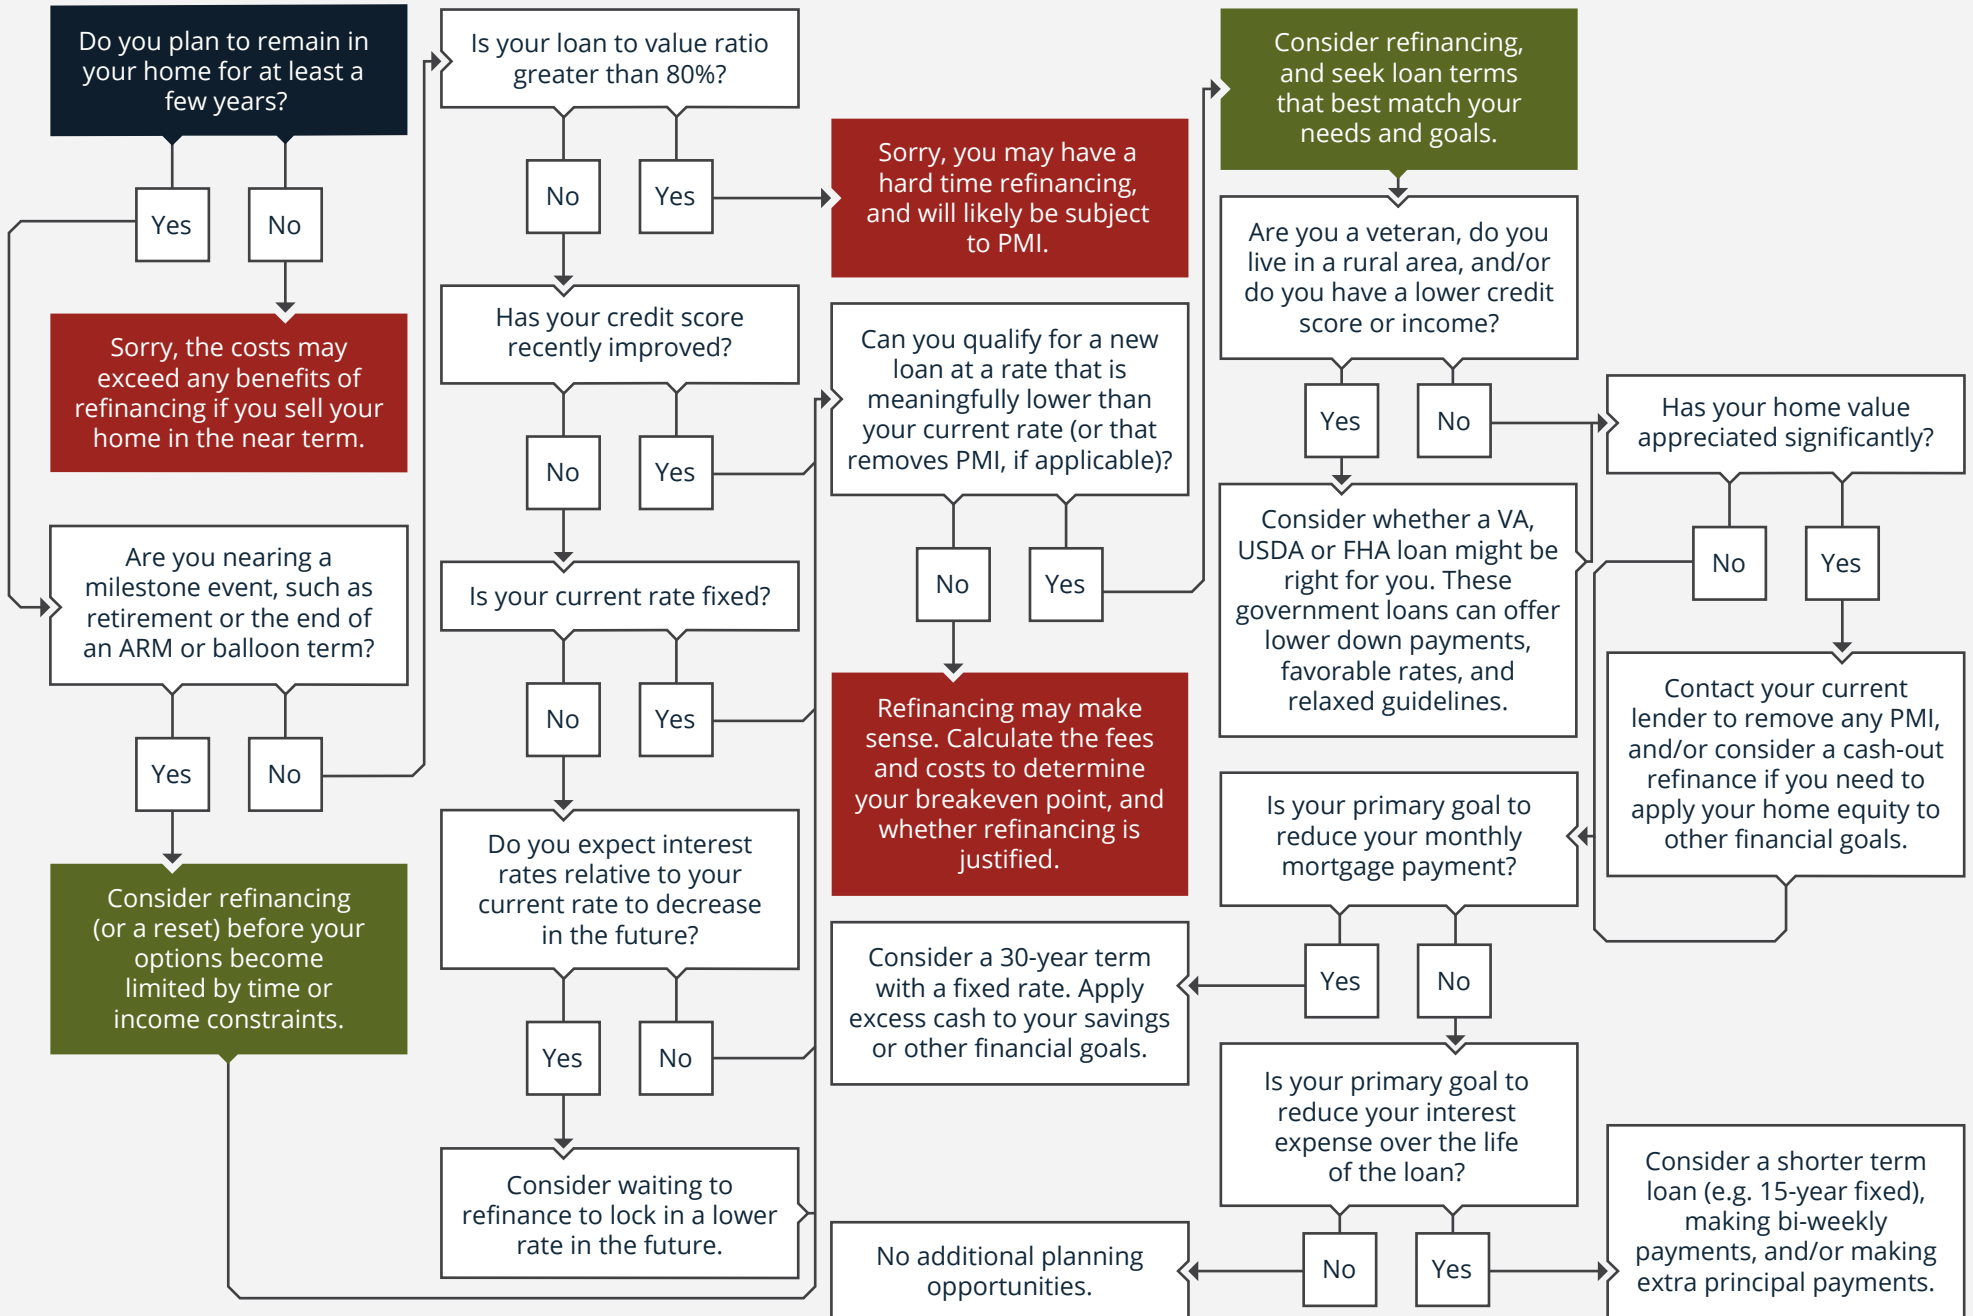 Do you plan to remain in
your home for at least a
few years?
Yes
No
Sorry, the costs may
exceed any benefits of
refinancing if you sell your
home in the near term.
Are you nearing a
milestone event, such as
retirement or the end of
an ARM or balloon term?
Yes
No
Consider refinancing
(or a reset) before your
options become
limited by time or
income constraints.
Is your loan to value ratio
greater than 80%?
No
Yes
Sorry, you may have a
hard time refinancing,
and will likely be subject
to PMI.
Has your credit score
recently improved?
No
Yes
Is your current rate fixed?
No
Yes
Do you expect interest
rates relative to your
current rate to decrease
in the future?
Yes
No
Consider waiting to
refinance to lock in a lower
rate in the future.
Can you qualify for a new
loan at a rate that is
meaningfully lower than
your current rate (or that
removes PMI, if applicable)?
No
Yes
Refinancing may make
sense. Calculate the fees
and costs to determine
your breakeven point, and
whether refinancing is
justified.
Consider refinancing,
and seek loan terms
that best match your
needs and goals.
Are you a veteran, do you
live in a rural area, and/or
do you have a lower credit
score or income?
Yes
No
Consider whether a VA,
USDA or FHA loan might be
right for you. These
government loans can offer
lower down payments,
favorable rates, and
relaxed guidelines.
Has your home value
appreciated significantly?
No
Yes
Contact your current
lender to remove any PMI,
and/or consider a cash-out
refinance if you need to
apply your home equity to
other financial goals.
Is your primary goal to
reduce your monthly
mortgage payment?
Yes
No
Consider a 30-year term
with a fixed rate. Apply
excess cash to your savings
or other financial goals.
Is your primary goal to
reduce your interest
expense over the life
of the loan?
No
Yes
No additional planning
opportunities.
Consider a shorter term
loan (e.g. 15-year fixed),
making bi-weekly
payments, and/or making
extra principal payments.